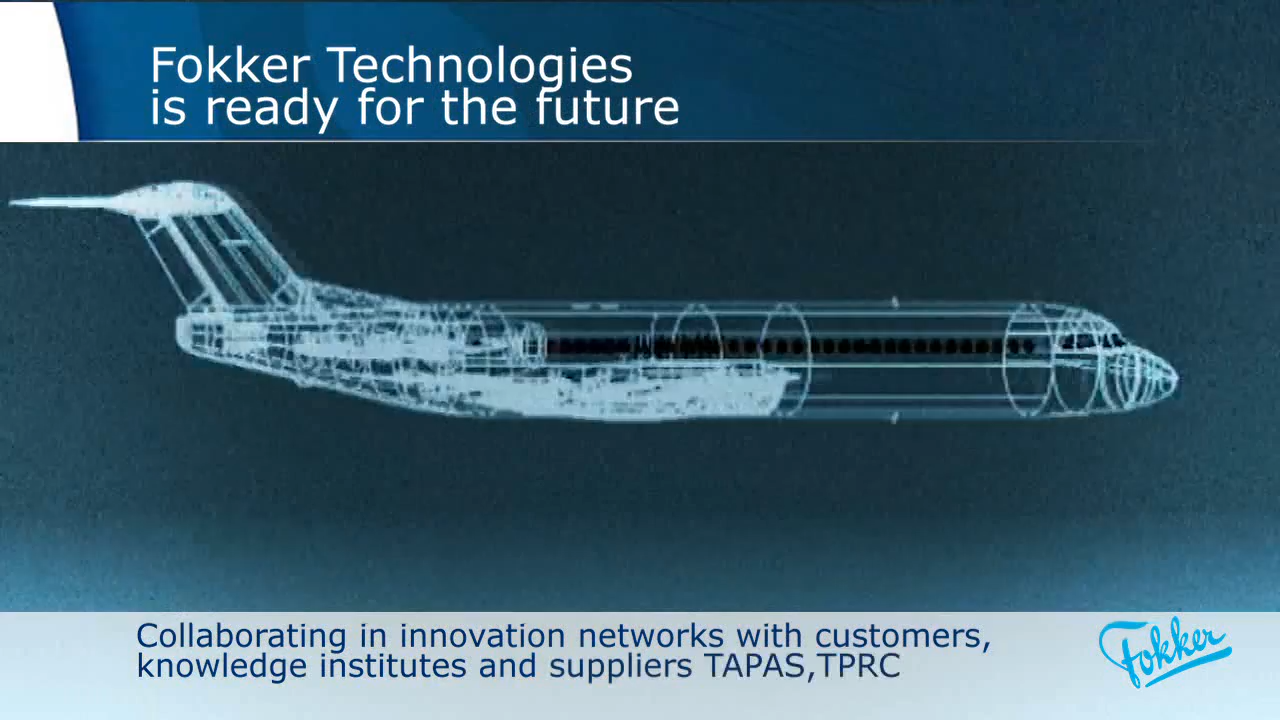 Fokker Technologies
is ready for the future
Collaborating in innovation networks with customers,
knowledge institutes and suppliers TAPAS,TPRC
Fokker